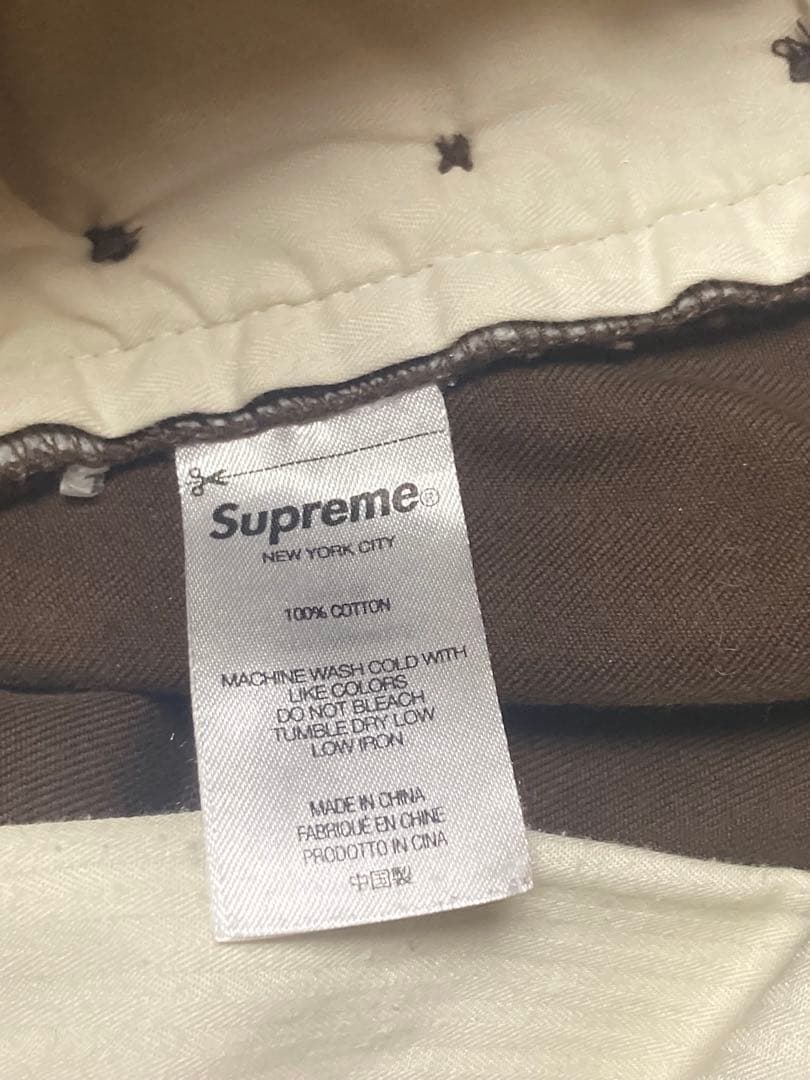 Supreme®
NEW YORK CITY
100% COTTON
MACHINE WASH COLD WITH
LIKE COLORS
DO NOT BLEACH
TUMBLE DRY LOW
LOW IRON
MADE IN CHINA
FABRIQUÉ EN CHINE
PRODOTTO IN CINA
中国製